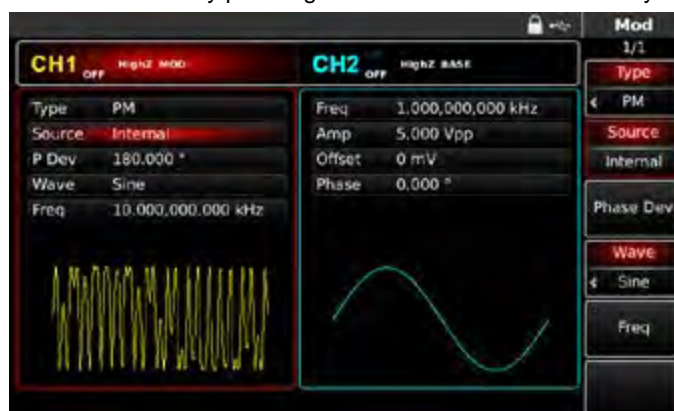 Mod
1/1
CH1 OFF HighZ MOD
CH2 OFF HighZ BASE
Type PM
Source Internal
P Dev 180.000 °
Wave Sine
Freq 10.000,000,000 kHz
Freq 1.000,000,000 kHz
Amp 5.000 Vpp
Offset 0 mV
Phase 0.000 °
Type
PM
Source
Internal
Phase Dev
Wave
Sine
Freq